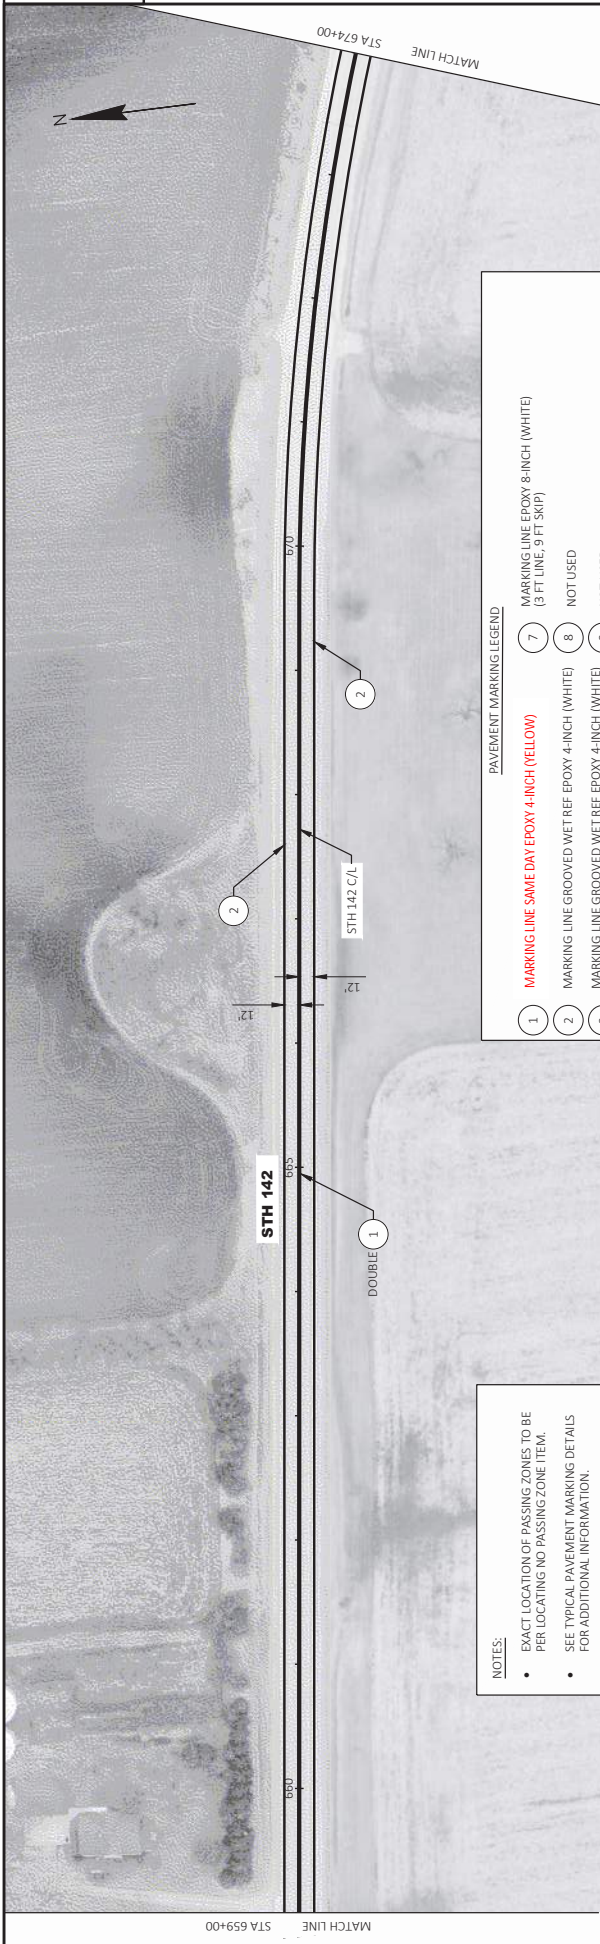 MATCH LINE
STA 674+00
N
670
2
2
STH 142 C/L
12'
12'
STH 142
665
DOUBLE 1
660
STA 659+00
MATCH LINE
PAVEMENT MARKING LEGEND
1 MARKING LINE SAME DAY EPOXY 4-INCH (YELLOW)
2 MARKING LINE GROOVED WET REF EPOXY 4-INCH (WHITE)
MARKING LINE GROOVED WET REF EPOXY 4-INCH (WHITE)
7 MARKING LINE EPOXY 8-INCH (WHITE)
(3 FT LINE, 9 FT SKIP)
8 NOT USED
NOTES:
• EXACT LOCATION OF PASSING ZONES TO BE
PER LOCATING NO PASSING ZONE ITEM.
• SEE TYPICAL PAVEMENT MARKING DETAILS
FOR ADDITIONAL INFORMATION.